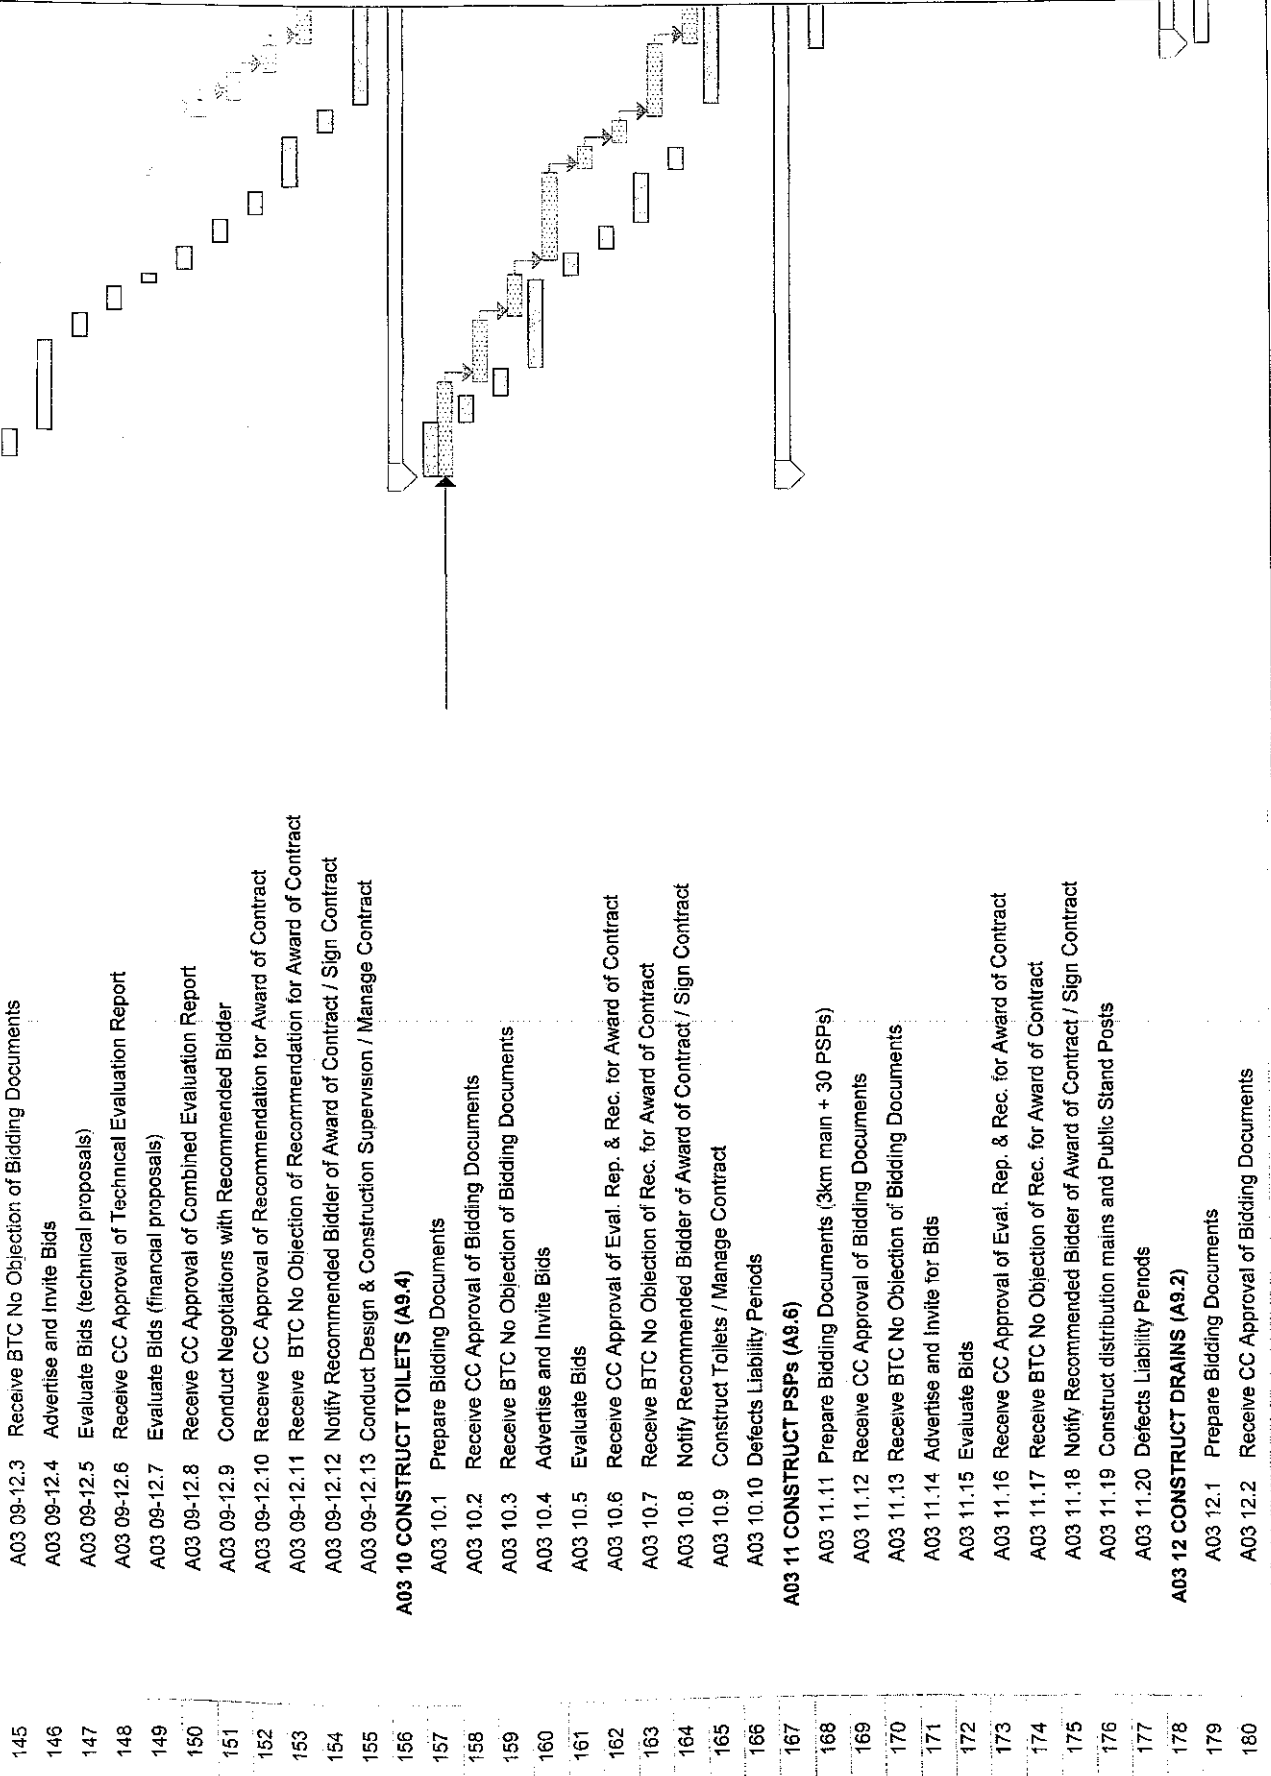 145 A03 09-12.3 Receive BTC No Objection of Bidding Documents
146 A03 09-12.4 Advertise and Invite Bids
147 A03 09-12.5 Evaluate Bids (technical proposals)
148 A03 09-12.6 Receive CC Approval of Technical Evaluation Report
149 A03 09-12.7 Evaluate Bids (financial proposals)
150 A03 09-12.8 Receive CC Approval of Combined Evaluation Report
151 A03 09-12.9 Conduct Negotiations with Recommended Bidder
152 A03 09-12.10 Receive CC Approval of Recommendation for Award of Contract
153 A03 09-12.11 Receive BTC No Objection of Recommendation for Award of Contract
154 A03 09-12.12 Notify Recommended Bidder of Award of Contract / Sign Contract
155 A03 09-12.13 Conduct Design & Construction Supervision / Manage Contract
156 A03 10 CONSTRUCT TOILETS (A9.4)
157 A03 10.1 Prepare Bidding Documents
158 A03 10.2 Receive CC Approval of Bidding Documents
159 A03 10.3 Receive BTC No Objection of Bidding Documents
160 A03 10.4 Advertise and Invite Bids
161 A03 10.5 Evaluate Bids
162 A03 10.6 Receive CC Approval of Eval. Rep. & Rec. for Award of Contract
163 A03 10.7 Receive BTC No Objection of Rec. for Award of Contract
164 A03 10.8 Notify Recommended Bidder of Award of Contract / Sign Contract
165 A03 10.9 Construct Toilets / Manage Contract
166 A03 10.10 Defects Liability Periods
167 A03 11 CONSTRUCT PSPs (A9.6)
168 A03 11.11 Prepare Bidding Documents (3km main + 30 PSPs)
169 A03 11.12 Receive CC Approval of Bidding Documents
170 A03 11.13 Receive BTC No Objection of Bidding Documents
171 A03 11.14 Advertise and Invite for Bids
172 A03 11.15 Evaluate Bids
173 A03 11.16 Receive CC Approval of Eval. Rep. & Rec. for Award of Contract
174 A03 11.17 Receive BTC No Objection of Rec. for Award of Contract
175 A03 11.18 Notify Recommended Bidder of Award of Contract / Sign Contract
176 A03 11.19 Construct distribution mains and Public Stand Posts
177 A03 11.20 Defects Liability Periods
178 A03 12 CONSTRUCT DRAINS (A9.2)
179 A03 12.1 Prepare Bidding Documents
180 A03 12.2 Receive CC Approval of Bidding Documents